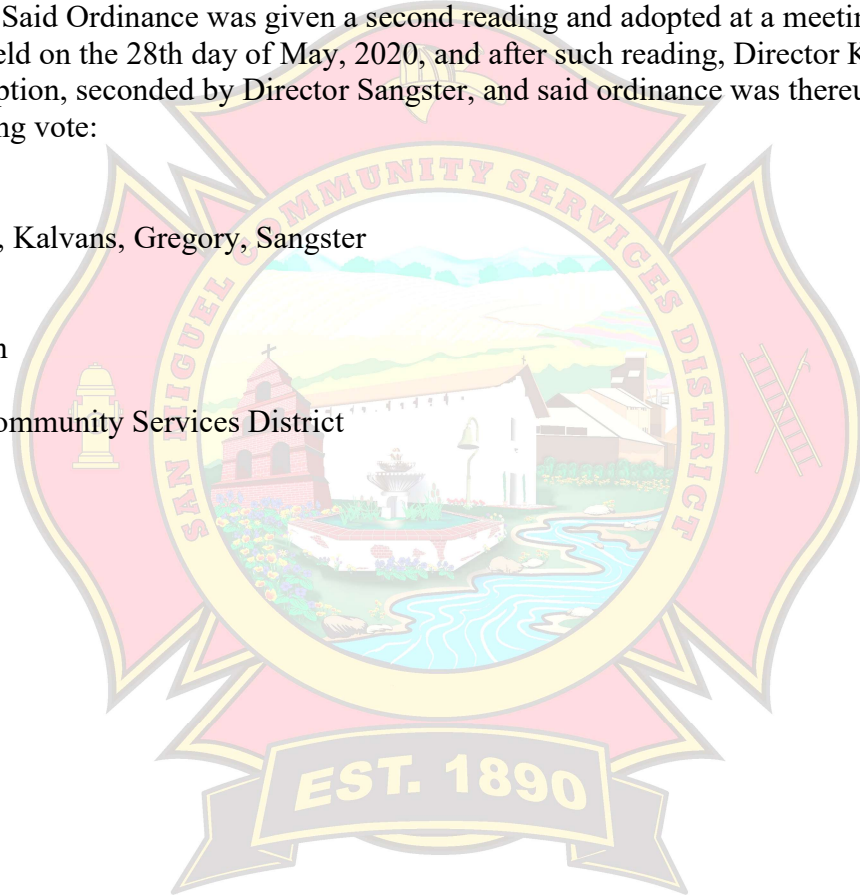 Said Ordinance was given a second reading and adopted at a meetin
eld on the 28th day of May, 2020, and after such reading, Director K
ption, seconded by Director Sangster, and said ordinance was thereu
ng vote:
, Kalvans, Gregory, Sangster
n
ommunity Services District
SAN MIGUEL COMMUNITY SERVICES DISTRICT
EST. 1890